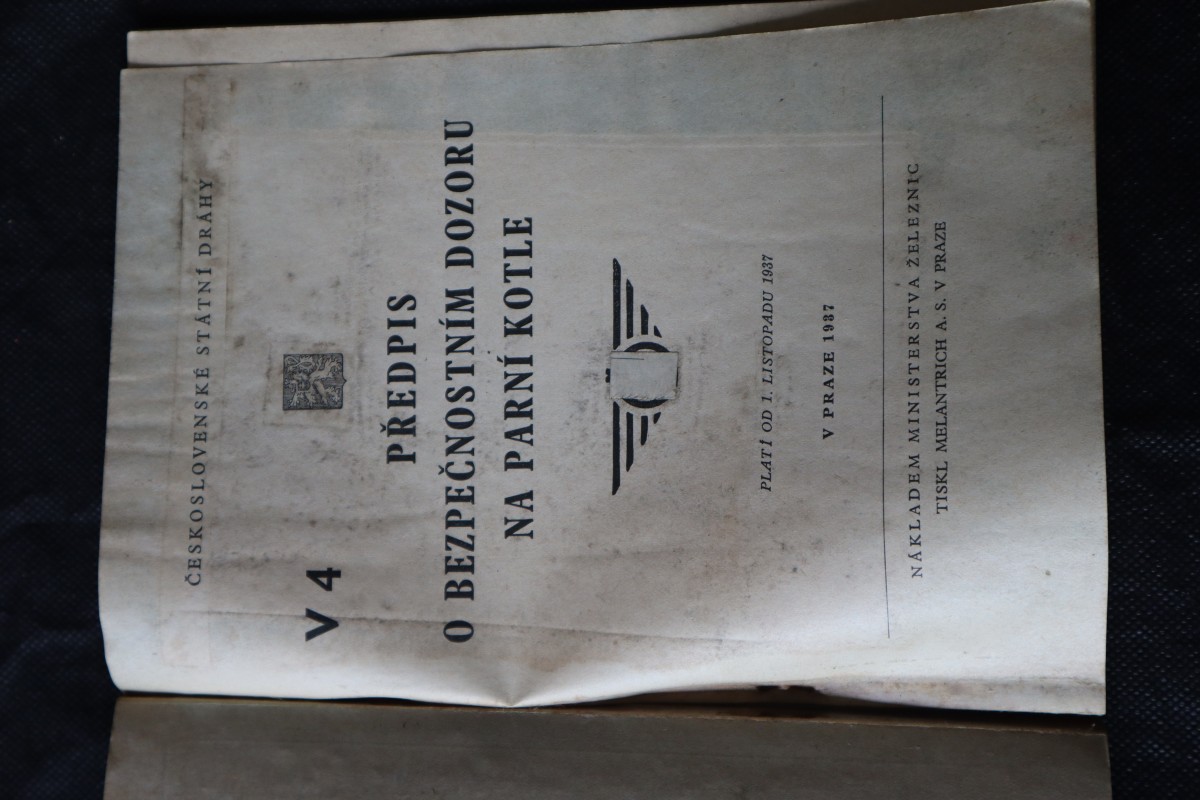 ČESKOSLOVENSKÉ STÁTNÍ DRÁHY
V 4
PŘEDPIS
O BEZPEČNOSTNÍM DOZORU
NA PARNÍ KOTLE
PLATÍ OD 1. LISTOPADU 1937
V PRAZE 1937
NÁKLADEM MINISTERSTVA ŽELEZNIC
TISKL MELANTRICH A. S. V PRAZE